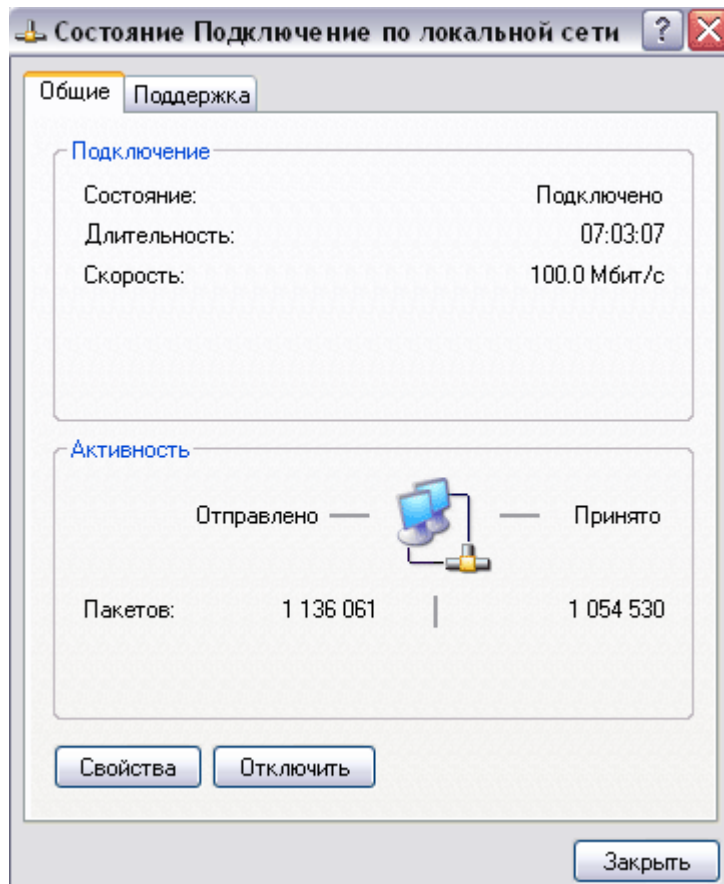 Состояние Подключение по локальной сети
Общие Поддержка
Подключение
Состояние: Подключено
Длительность: 07:03:07
Скорость: 100.0 Мбит/с
Активность
Отправлено Принято
Пакетов: 1 136 061 1 054 530
Свойства Отключить
Закрыть